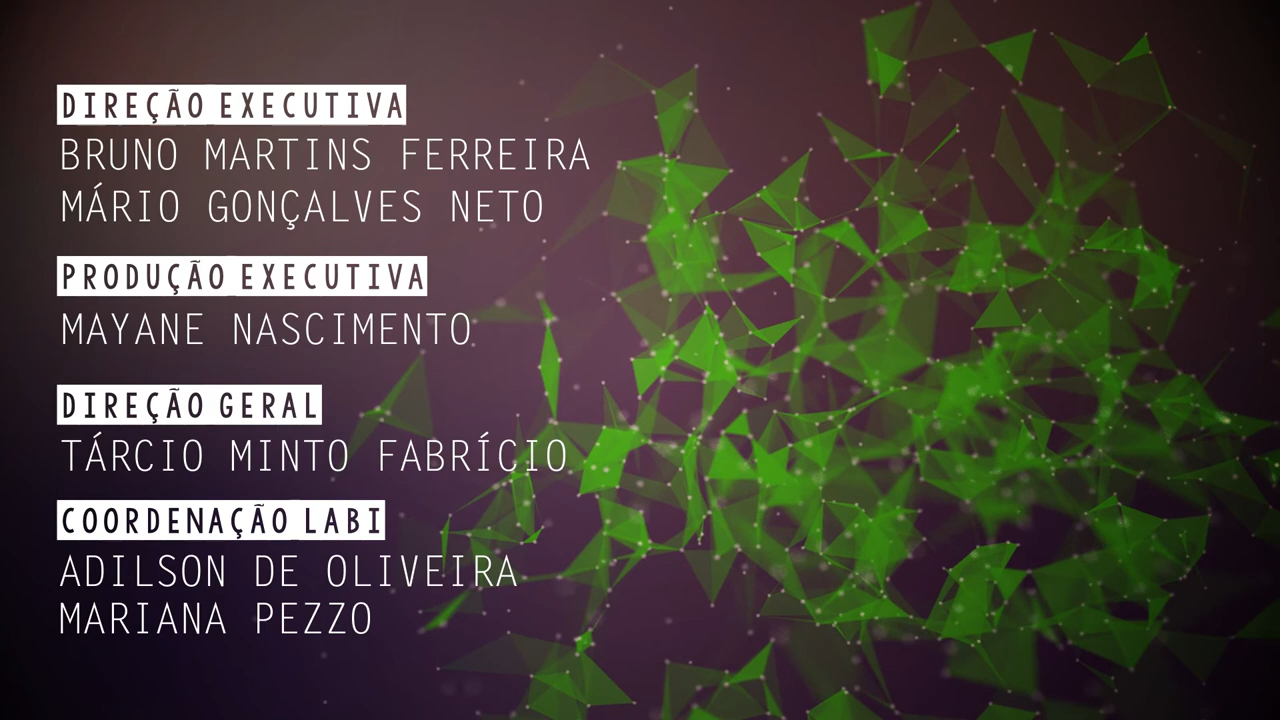 DIREÇÃO EXECUTIVA
BRUNO MARTINS FERREIRA
MÁRIO GONÇALVES NETO
PRODUÇÃO EXECUTIVA
MAYANE NASCIMENTO
DIREÇÃO GERAL
TÁRCIO MINTO FABRÍCIO
COORDENAÇÃO LABI
ADILSON DE OLIVEIRA
MARIANA PEZZO